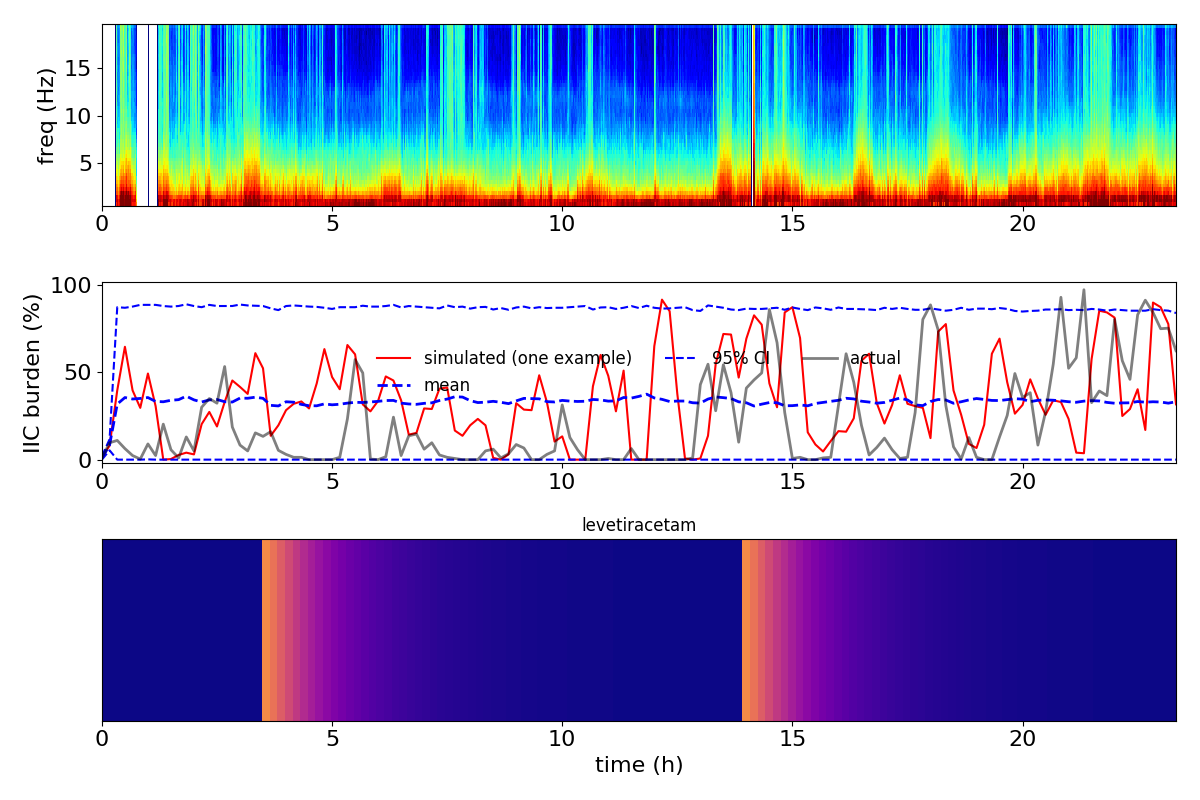 freq (Hz)
15
10
5
0 5 10 15 20
IIC burden (%)
100
50
0
simulated (one example) 95% CI actual
mean
0 5 10 15 20
levetiracetam
0 5 10 15 20
time (h)